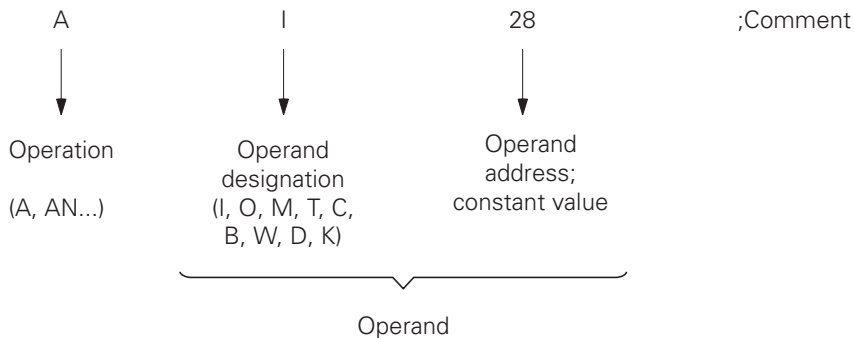 A I 28 ;Comment
Operation
(A, AN...)
Operand
designation
(I, O, M, T, C,
B, W, D, K)
Operand
address;
constant value
Operand